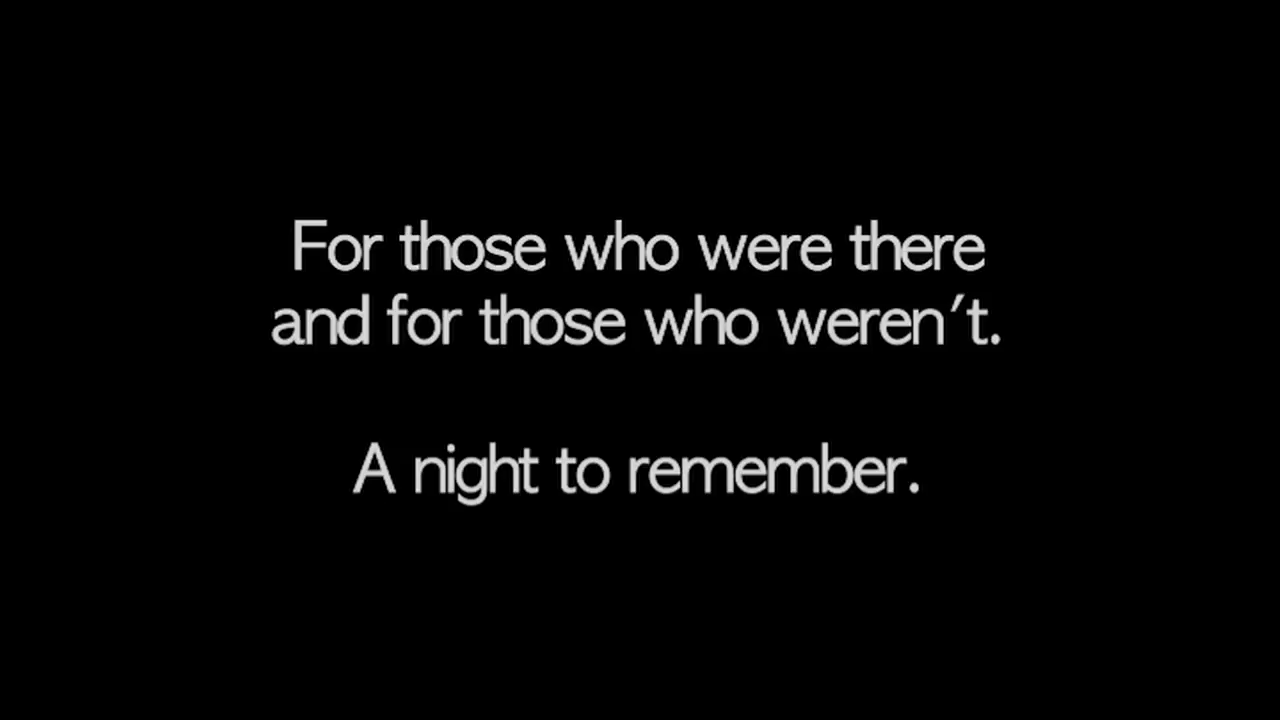 For those who were there
and for those who weren't.
A night to remember.